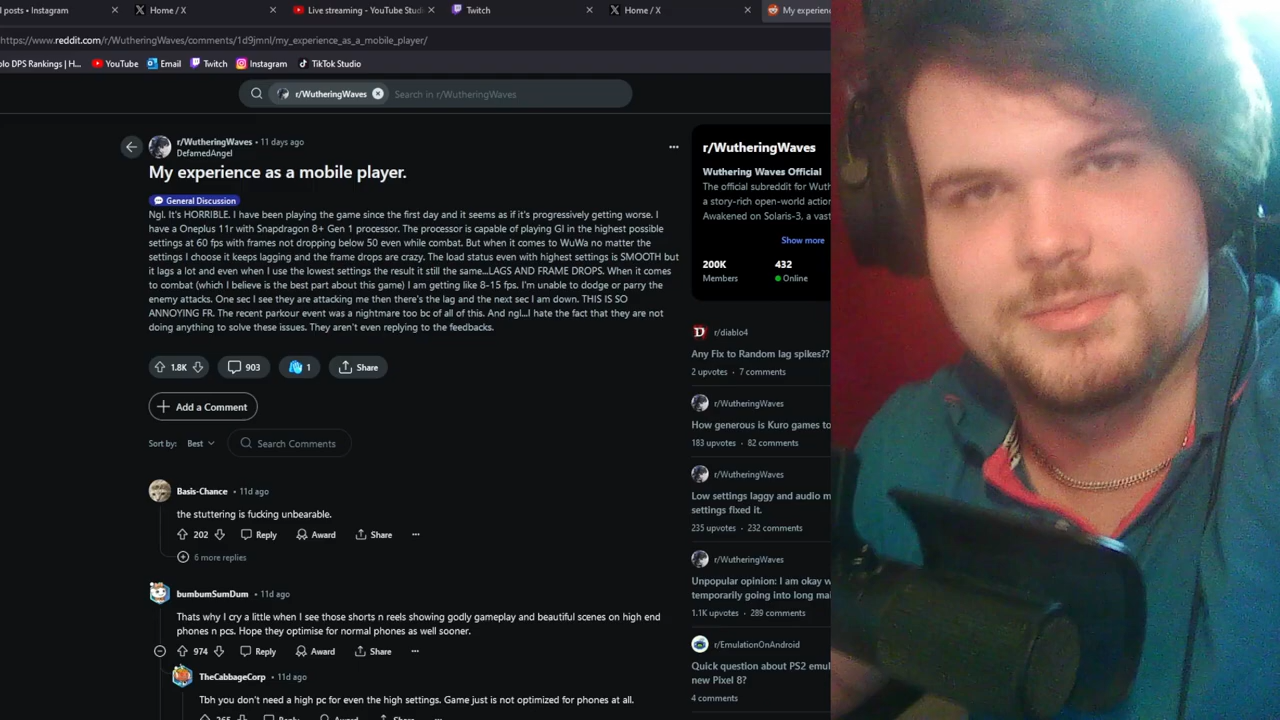 l posts • Instagram
Home / X
Live streaming - YouTube Studi
Twitch
Home / X
My experien
https://www.reddit.com/r/WutheringWaves/comments/1d9jmnl/my_experience_as_a_mobile_player/
olo DPS Rankings | H...
YouTube
Email
Twitch
Instagram
TikTok Studio
r/WutheringWaves
Search in r/WutheringWaves
r/WutheringWaves • 11 days ago
DefamedAngel
My experience as a mobile player.
General Discussion
Ngl. It's HORRIBLE. I have been playing the game since the first day and it seems as if it's progressively getting worse. I
have a Oneplus 11r with Snapdragon 8+ Gen 1 processor. The processor is capable of playing GI in the highest possible
settings at 60 fps with frames not dropping below 50 even while combat. But when it comes to WuWa no matter the
settings I choose it keeps lagging and the frame drops are crazy. The load status even with highest settings is SMOOTH but
it lags a lot and even when I use the lowest settings the result it still the same...LAGS AND FRAME DROPS. When it comes
to combat (which I believe is the best part about this game) I am getting like 8-15 fps. I'm unable to dodge or parry the
enemy attacks. One sec I see they are attacking me then there's the lag and the next sec I am down. THIS IS SO
ANNOYING FR. The recent parkour event was a nightmare too bc of all of this. And ngl...I hate the fact that they are not
doing anything to solve these issues. They aren't even replying to the feedbacks.
1.8K
903
1
Share
Add a Comment
Sort by:
Best
Search Comments
Basis-Chance • 11d ago
the stuttering is fucking unbearable.
202
Reply
Award
Share
6 more replies
bumbumSumDum • 11d ago
Thats why I cry a little when I see those shorts n reels showing godly gameplay and beautiful scenes on high end
phones n pcs. Hope they optimise for normal phones as well sooner.
974
Reply
Award
Share
TheCabbageCorp • 11d ago
Tbh you don't need a high pc for even the high settings. Game just is not optimized for phones at all.
r/WutheringWaves
Wuthering Waves Official
The official subreddit for Wuth
a story-rich open-world action
Awakened on Solaris-3, a vast
Show more
200K
432
Members
Online
r/diablo4
Any Fix to Random lag spikes??
2 upvotes • 7 comments
r/WutheringWaves
How generous is Kuro games to
183 upvotes • 82 comments
r/WutheringWaves
Low settings laggy and audio m
settings fixed it.
235 upvotes • 232 comments
r/WutheringWaves
Unpopular opinion: I am okay w
temporarily going into long mai
1.1K upvotes • 289 comments
r/EmulationOnAndroid
Quick question about PS2 emul
new Pixel 8?
4 comments